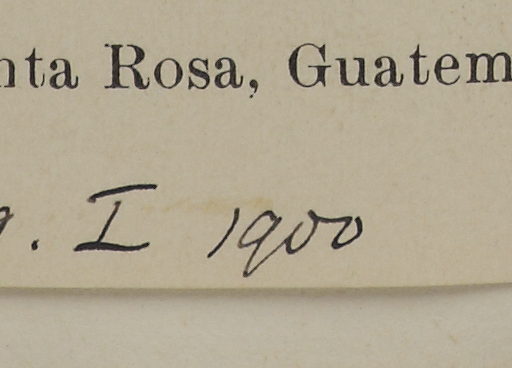 nta Rosa, Guatem
. I 1900